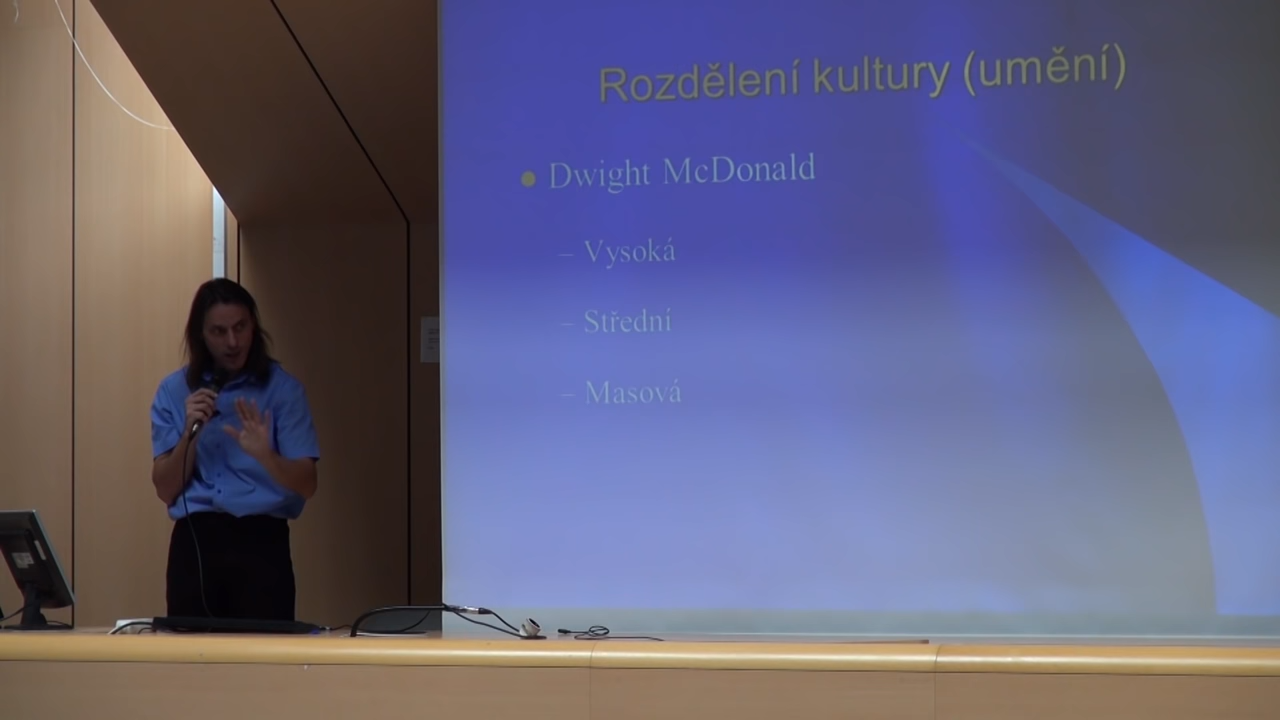 Rozdělení kultury (umění)
Dwight McDonald
– Vysoká
– Střední
– Masová